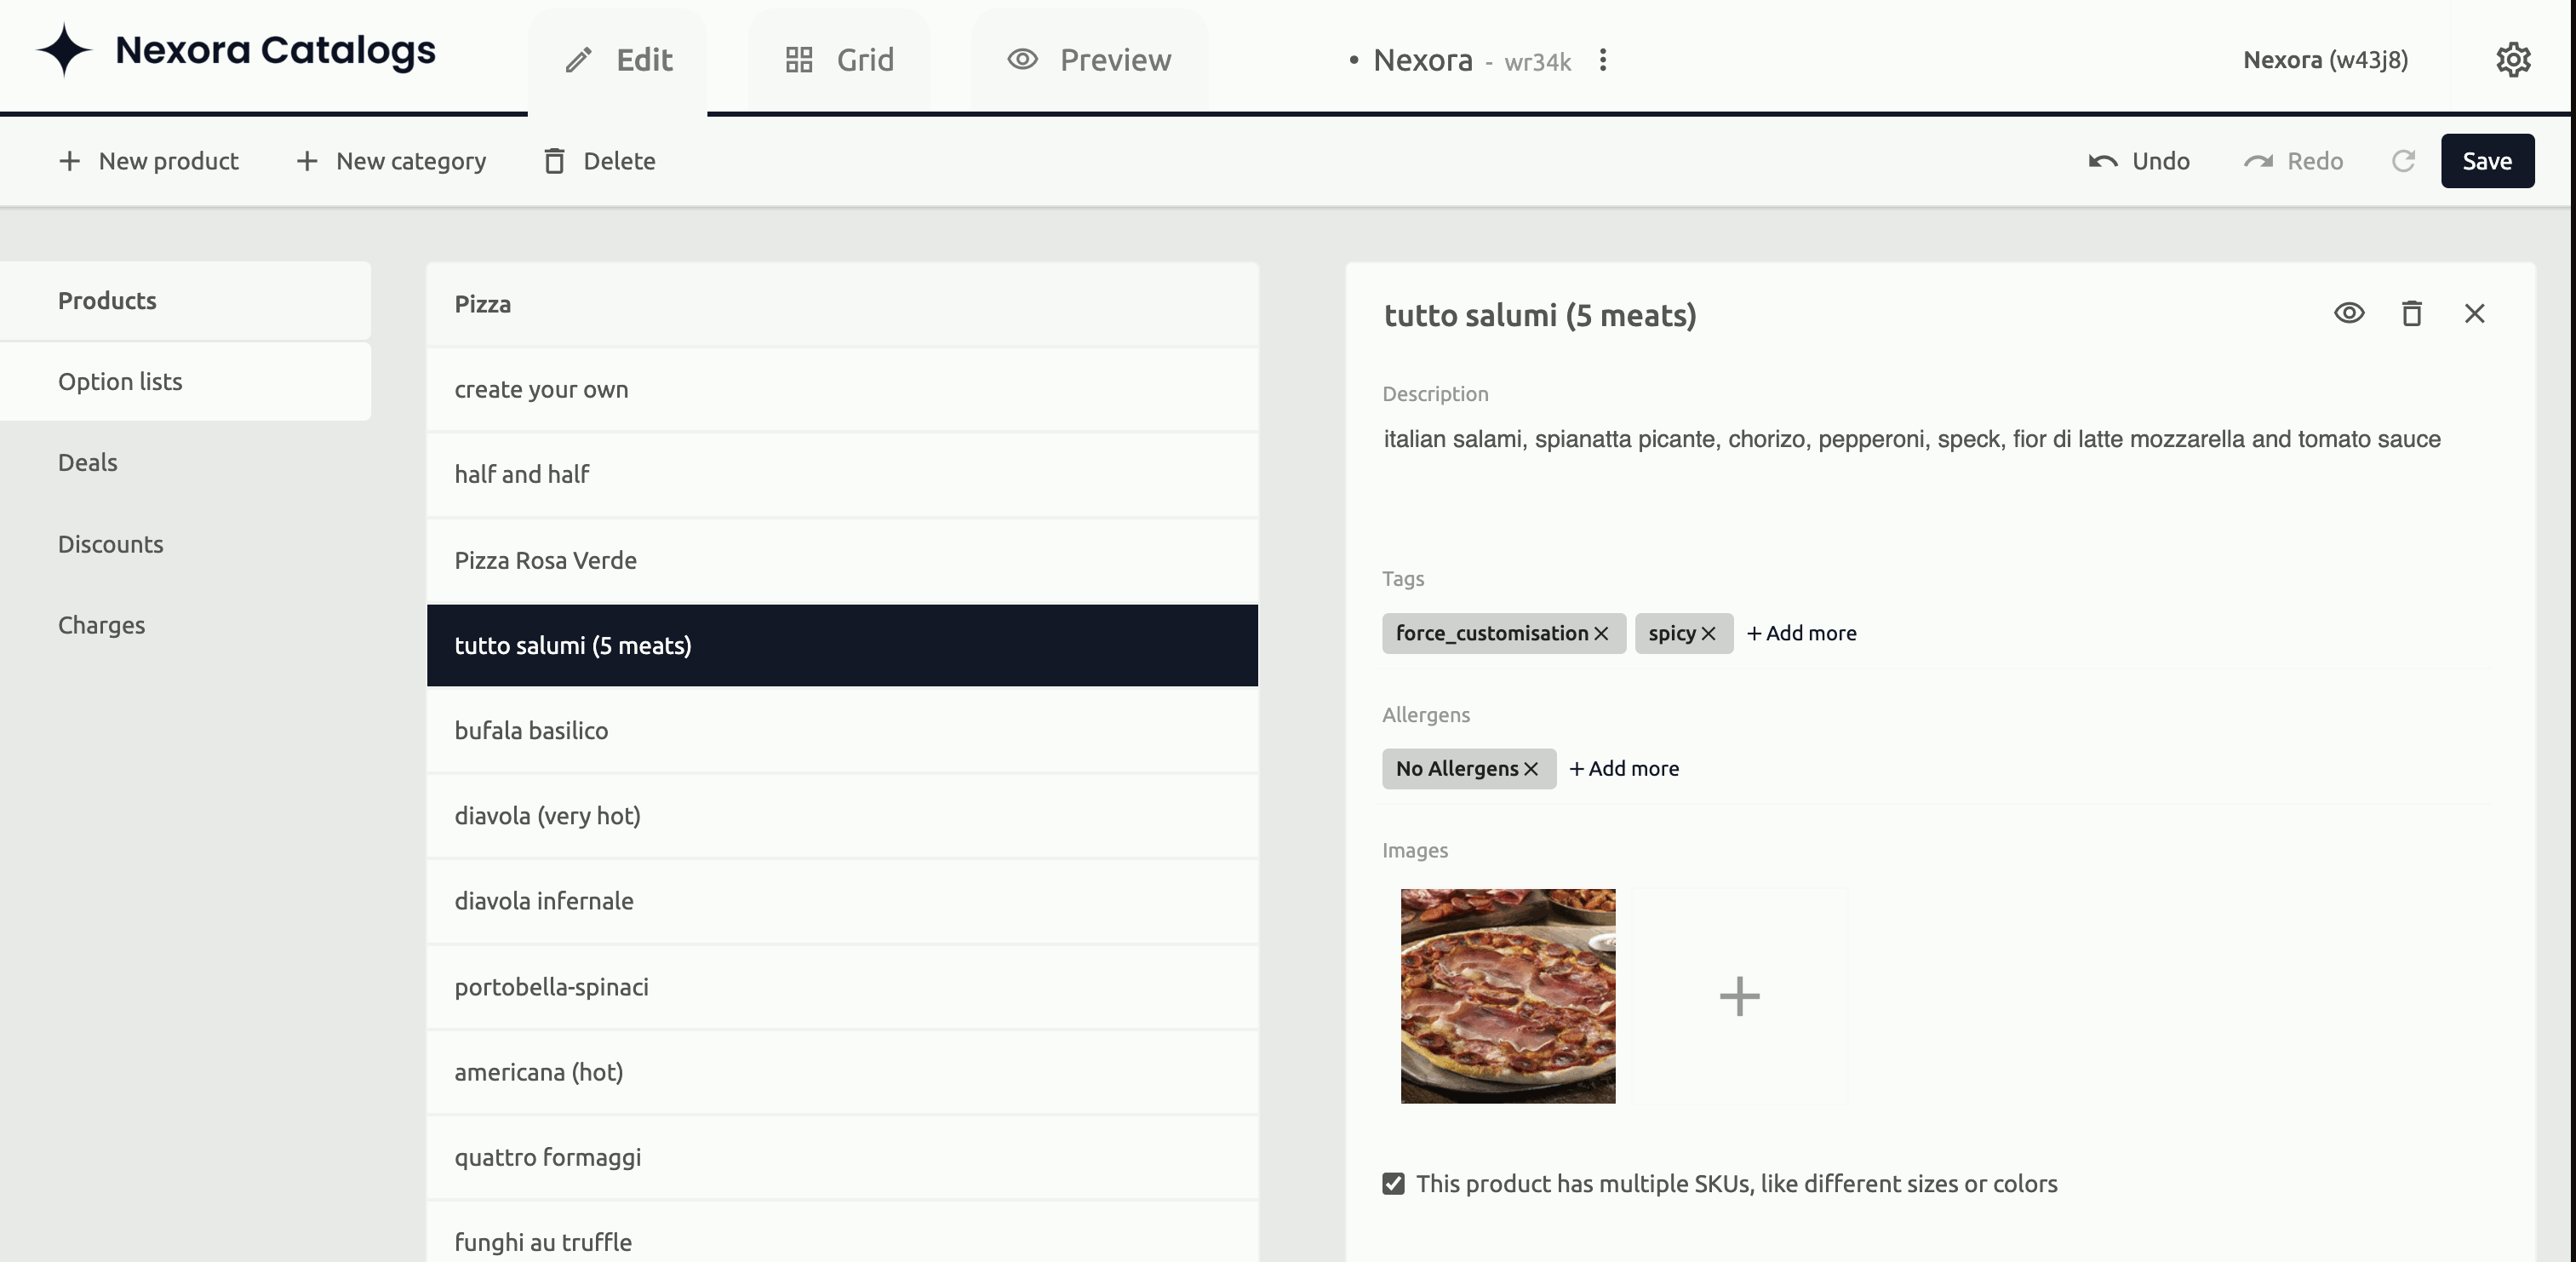 Nexora Catalogs
Edit
Grid
Preview
• Nexora - wr34k
Nexora (w43j8)
+ New product
+ New category
Delete
Undo
Redo
Save
Products
Option lists
Deals
Discounts
Charges
Pizza
create your own
half and half
Pizza Rosa Verde
tutto salumi (5 meats)
bufala basilico
diavola (very hot)
diavola infernale
portobella-spinaci
americana (hot)
quattro formaggi
funghi au truffle
tutto salumi (5 meats)
Description
italian salami, spianatta picante, chorizo, pepperoni, speck, fior di latte mozzarella and tomato sauce
Tags
force_customisation × spicy × + Add more
Allergens
No Allergens × + Add more
Images
This product has multiple SKUs, like different sizes or colors